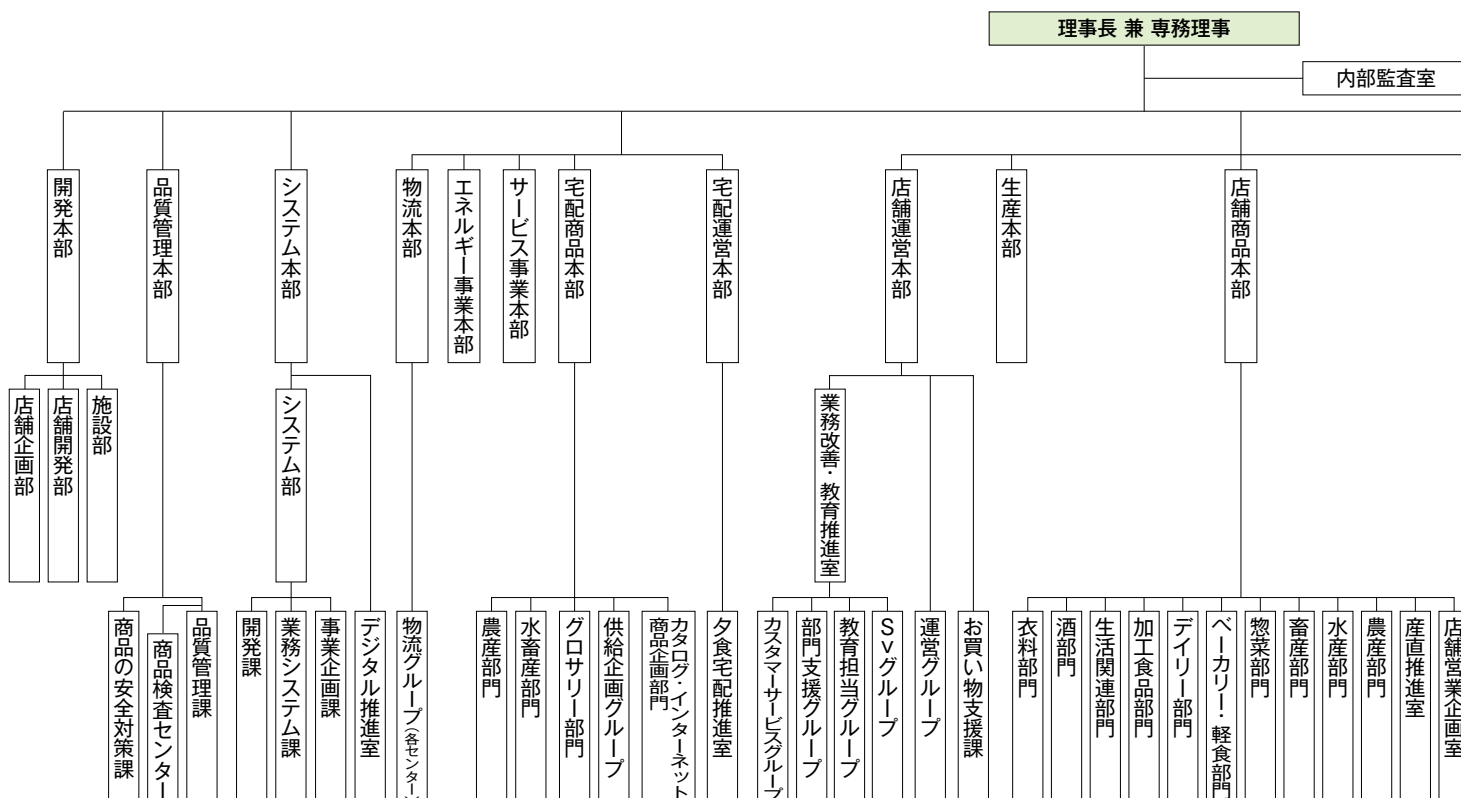 理事長 兼 専務理事
内部監査室
開発本部
品質管理本部
システム本部
物流本部
エネルギー事業本部
サービス事業本部
宅配商品本部
宅配運営本部
店舗運営本部
生産本部
店舗商品本部
店舗企画部
店舗開発部
施設部
システム部
業務改善・教育推進室
商品の安全対策課
商品検査センター
品質管理課
開発課
業務システム課
事業企画課
デジタル推進室
物流グループ(各センター)
農産部門
水畜産部門
グロサリー部門
供給企画グループ
カタログ・インターネット
商品企画部門
夕食宅配推進室
カスタマーサービスグループ
部門支援グループ
教育担当グループ
Svグループ
運営グループ
お買い物支援課
衣料部門
酒部門
生活関連部門
加工食品部門
デイリー部門
ベーカリー・軽食部門
惣菜部門
畜産部門
水産部門
農産部門
産直推進室
店舗営業企画室